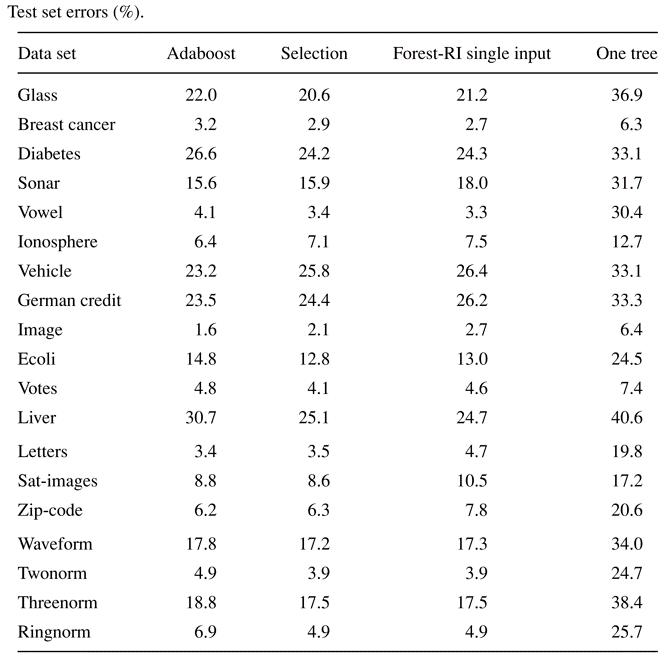 Test set errors (%).
Data set Adaboost Selection Forest-RI single input One tree
Glass 22.0 20.6 21.2 36.9
Breast cancer 3.2 2.9 2.7 6.3
Diabetes 26.6 24.2 24.3 33.1
Sonar 15.6 15.9 18.0 31.7
Vowel 4.1 3.4 3.3 30.4
Ionosphere 6.4 7.1 7.5 12.7
Vehicle 23.2 25.8 26.4 33.1
German credit 23.5 24.4 26.2 33.3
Image 1.6 2.1 2.7 6.4
Ecoli 14.8 12.8 13.0 24.5
Votes 4.8 4.1 4.6 7.4
Liver 30.7 25.1 24.7 40.6
Letters 3.4 3.5 4.7 19.8
Sat-images 8.8 8.6 10.5 17.2
Zip-code 6.2 6.3 7.8 20.6
Waveform 17.8 17.2 17.3 34.0
Twonorm 4.9 3.9 3.9 24.7
Threenorm 18.8 17.5 17.5 38.4
Ringnorm 6.9 4.9 4.9 25.7